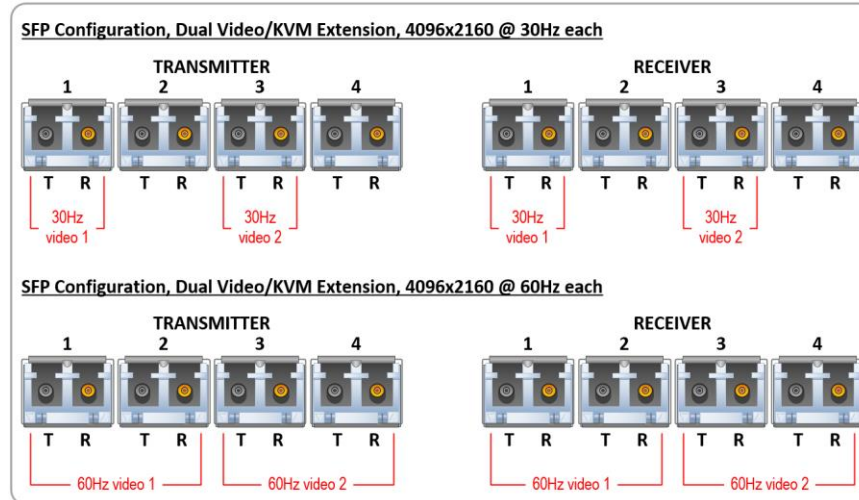 SFP Configuration, Dual Video/KVM Extension, 4096x2160 @ 30Hz each
TRANSMITTER RECEIVER
1 2 3 4 1 2 3 4
T R T R T R T R T R T R T R T R
30Hz 30Hz 30Hz 30Hz
video 1 video 2 video 1 video 2
SFP Configuration, Dual Video/KVM Extension, 4096x2160 @ 60Hz each
TRANSMITTER RECEIVER
1 2 3 4 1 2 3 4
T R T R T R T R T R T R T R T R
60Hz video 1 60Hz video 2 60Hz video 1 60Hz video 2